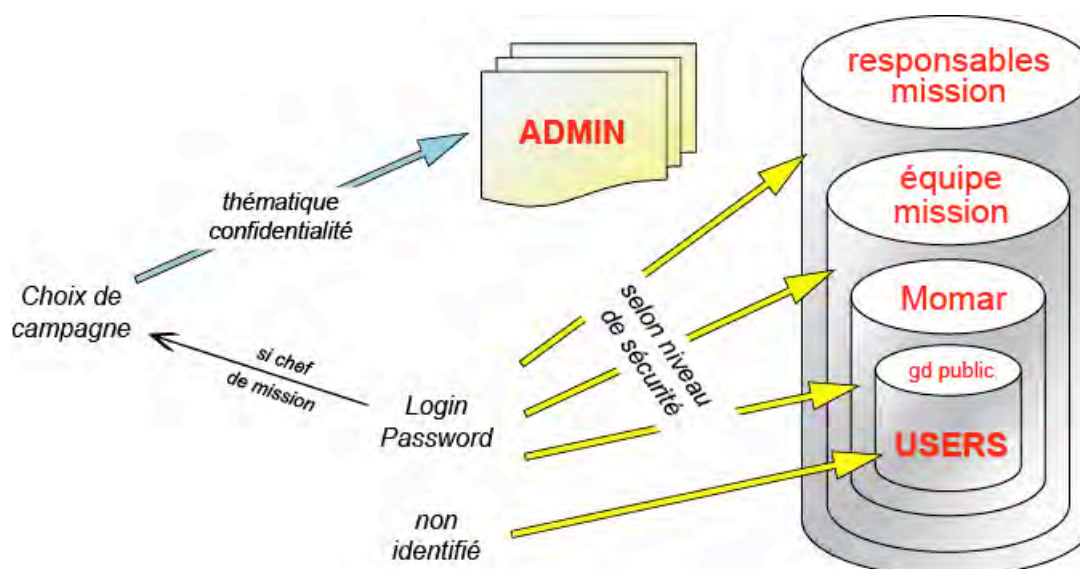 responsables
mission
ADMIN
équipe
mission
thématique
confidentialité
Choix de
campagne
selon niveau
de sécurité
Momar
si chef
de mission
gd public
Login
Password
USERS
non
identifié